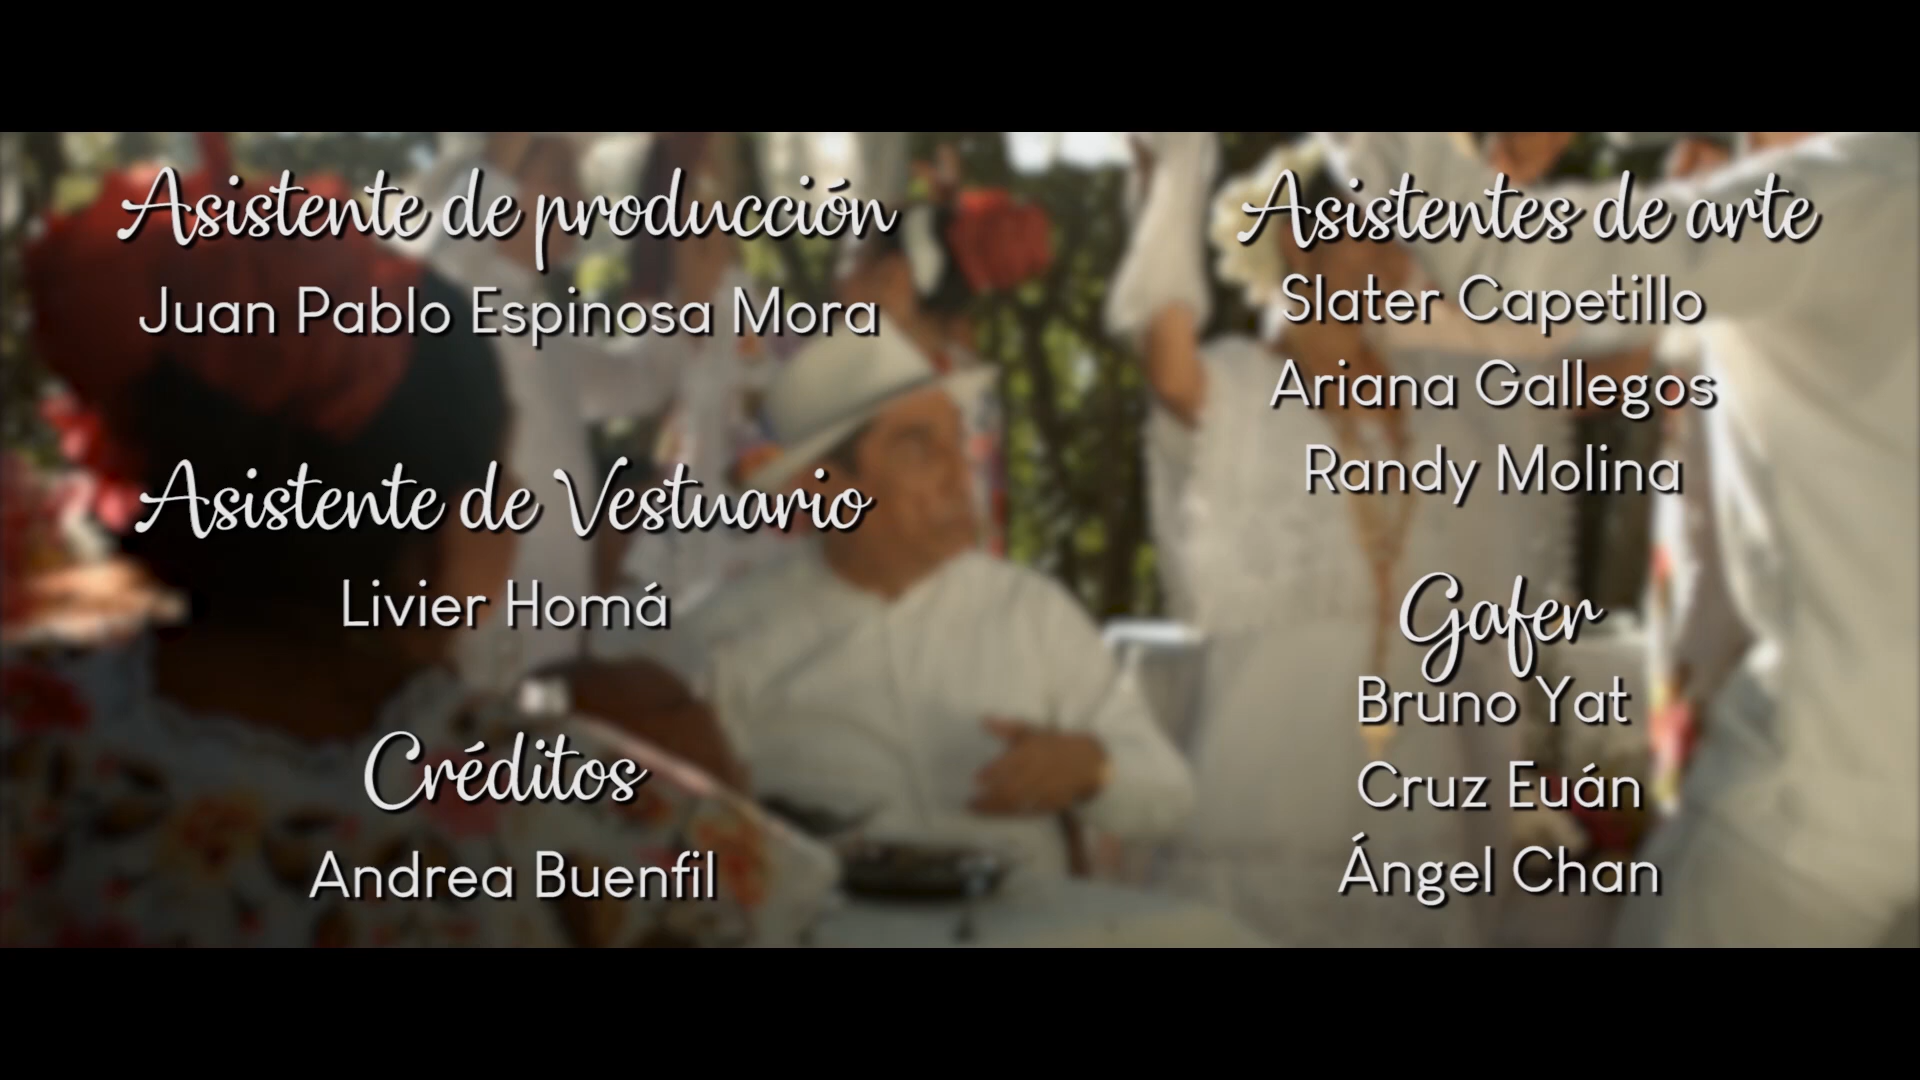 Asistente de producción
Juan Pablo Espinosa Mora
Asistente de Vestuario
Livier Homá
Créditos
Andrea Buenfil
Asistentes de arte
Slater Capetillo
Ariana Gallegos
Randy Molina
Gafer
Bruno Yat
Cruz Euán
Ángel Chan